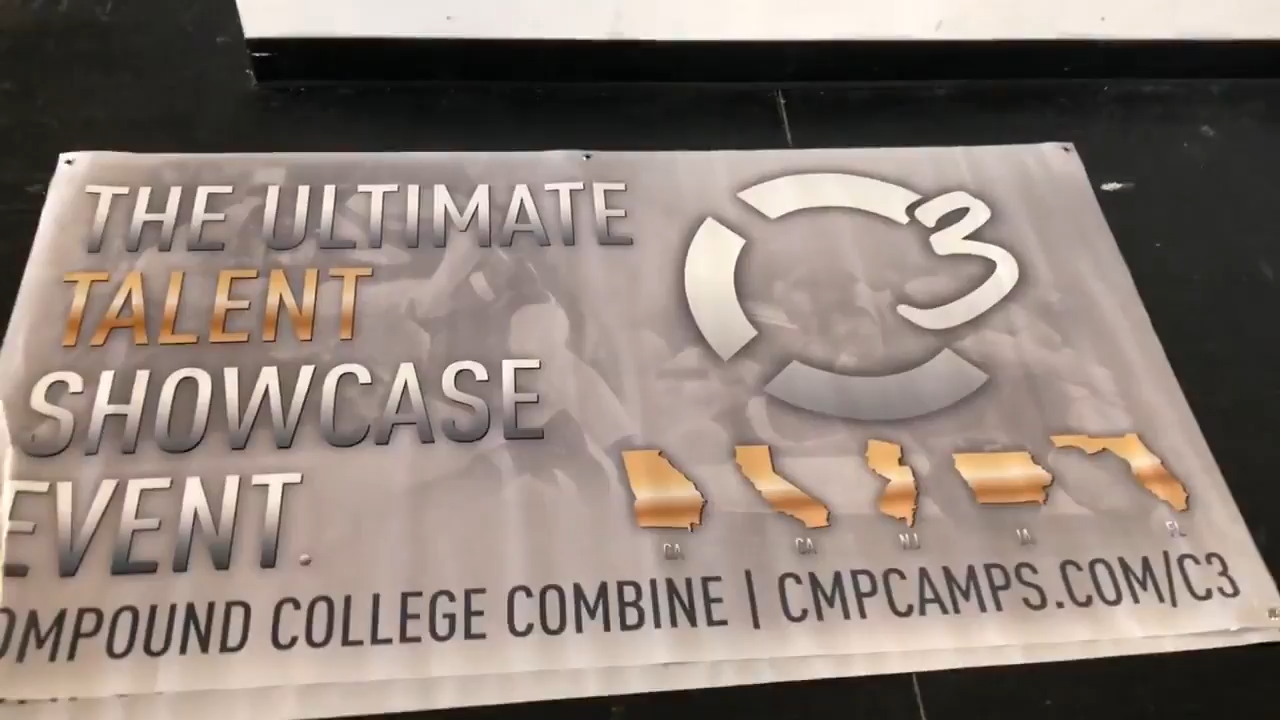 THE ULTIMATE
TALENT
SHOWCASE
EVENT.
C3
GA CA NJ IA FL
OMPOUND COLLEGE COMBINE | CMPCAMPS.COM/C3